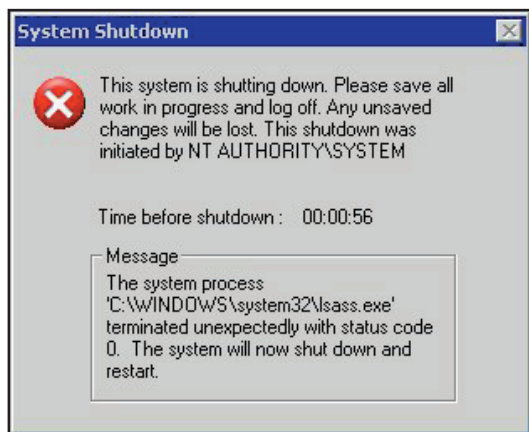 System Shutdown
This system is shutting down. Please save all
work in progress and log off. Any unsaved
changes will be lost. This shutdown was
initiated by NT AUTHORITY\SYSTEM
Time before shutdown : 00:00:56
Message
The system process
'C:\WINDOWS\system32\lsass.exe'
terminated unexpectedly with status code
0. The system will now shut down and
restart.